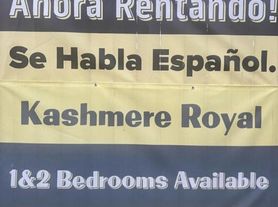 Ahora Rentando!
Se Habla Español.
Kashmere Royal
1&2 Bedrooms Available